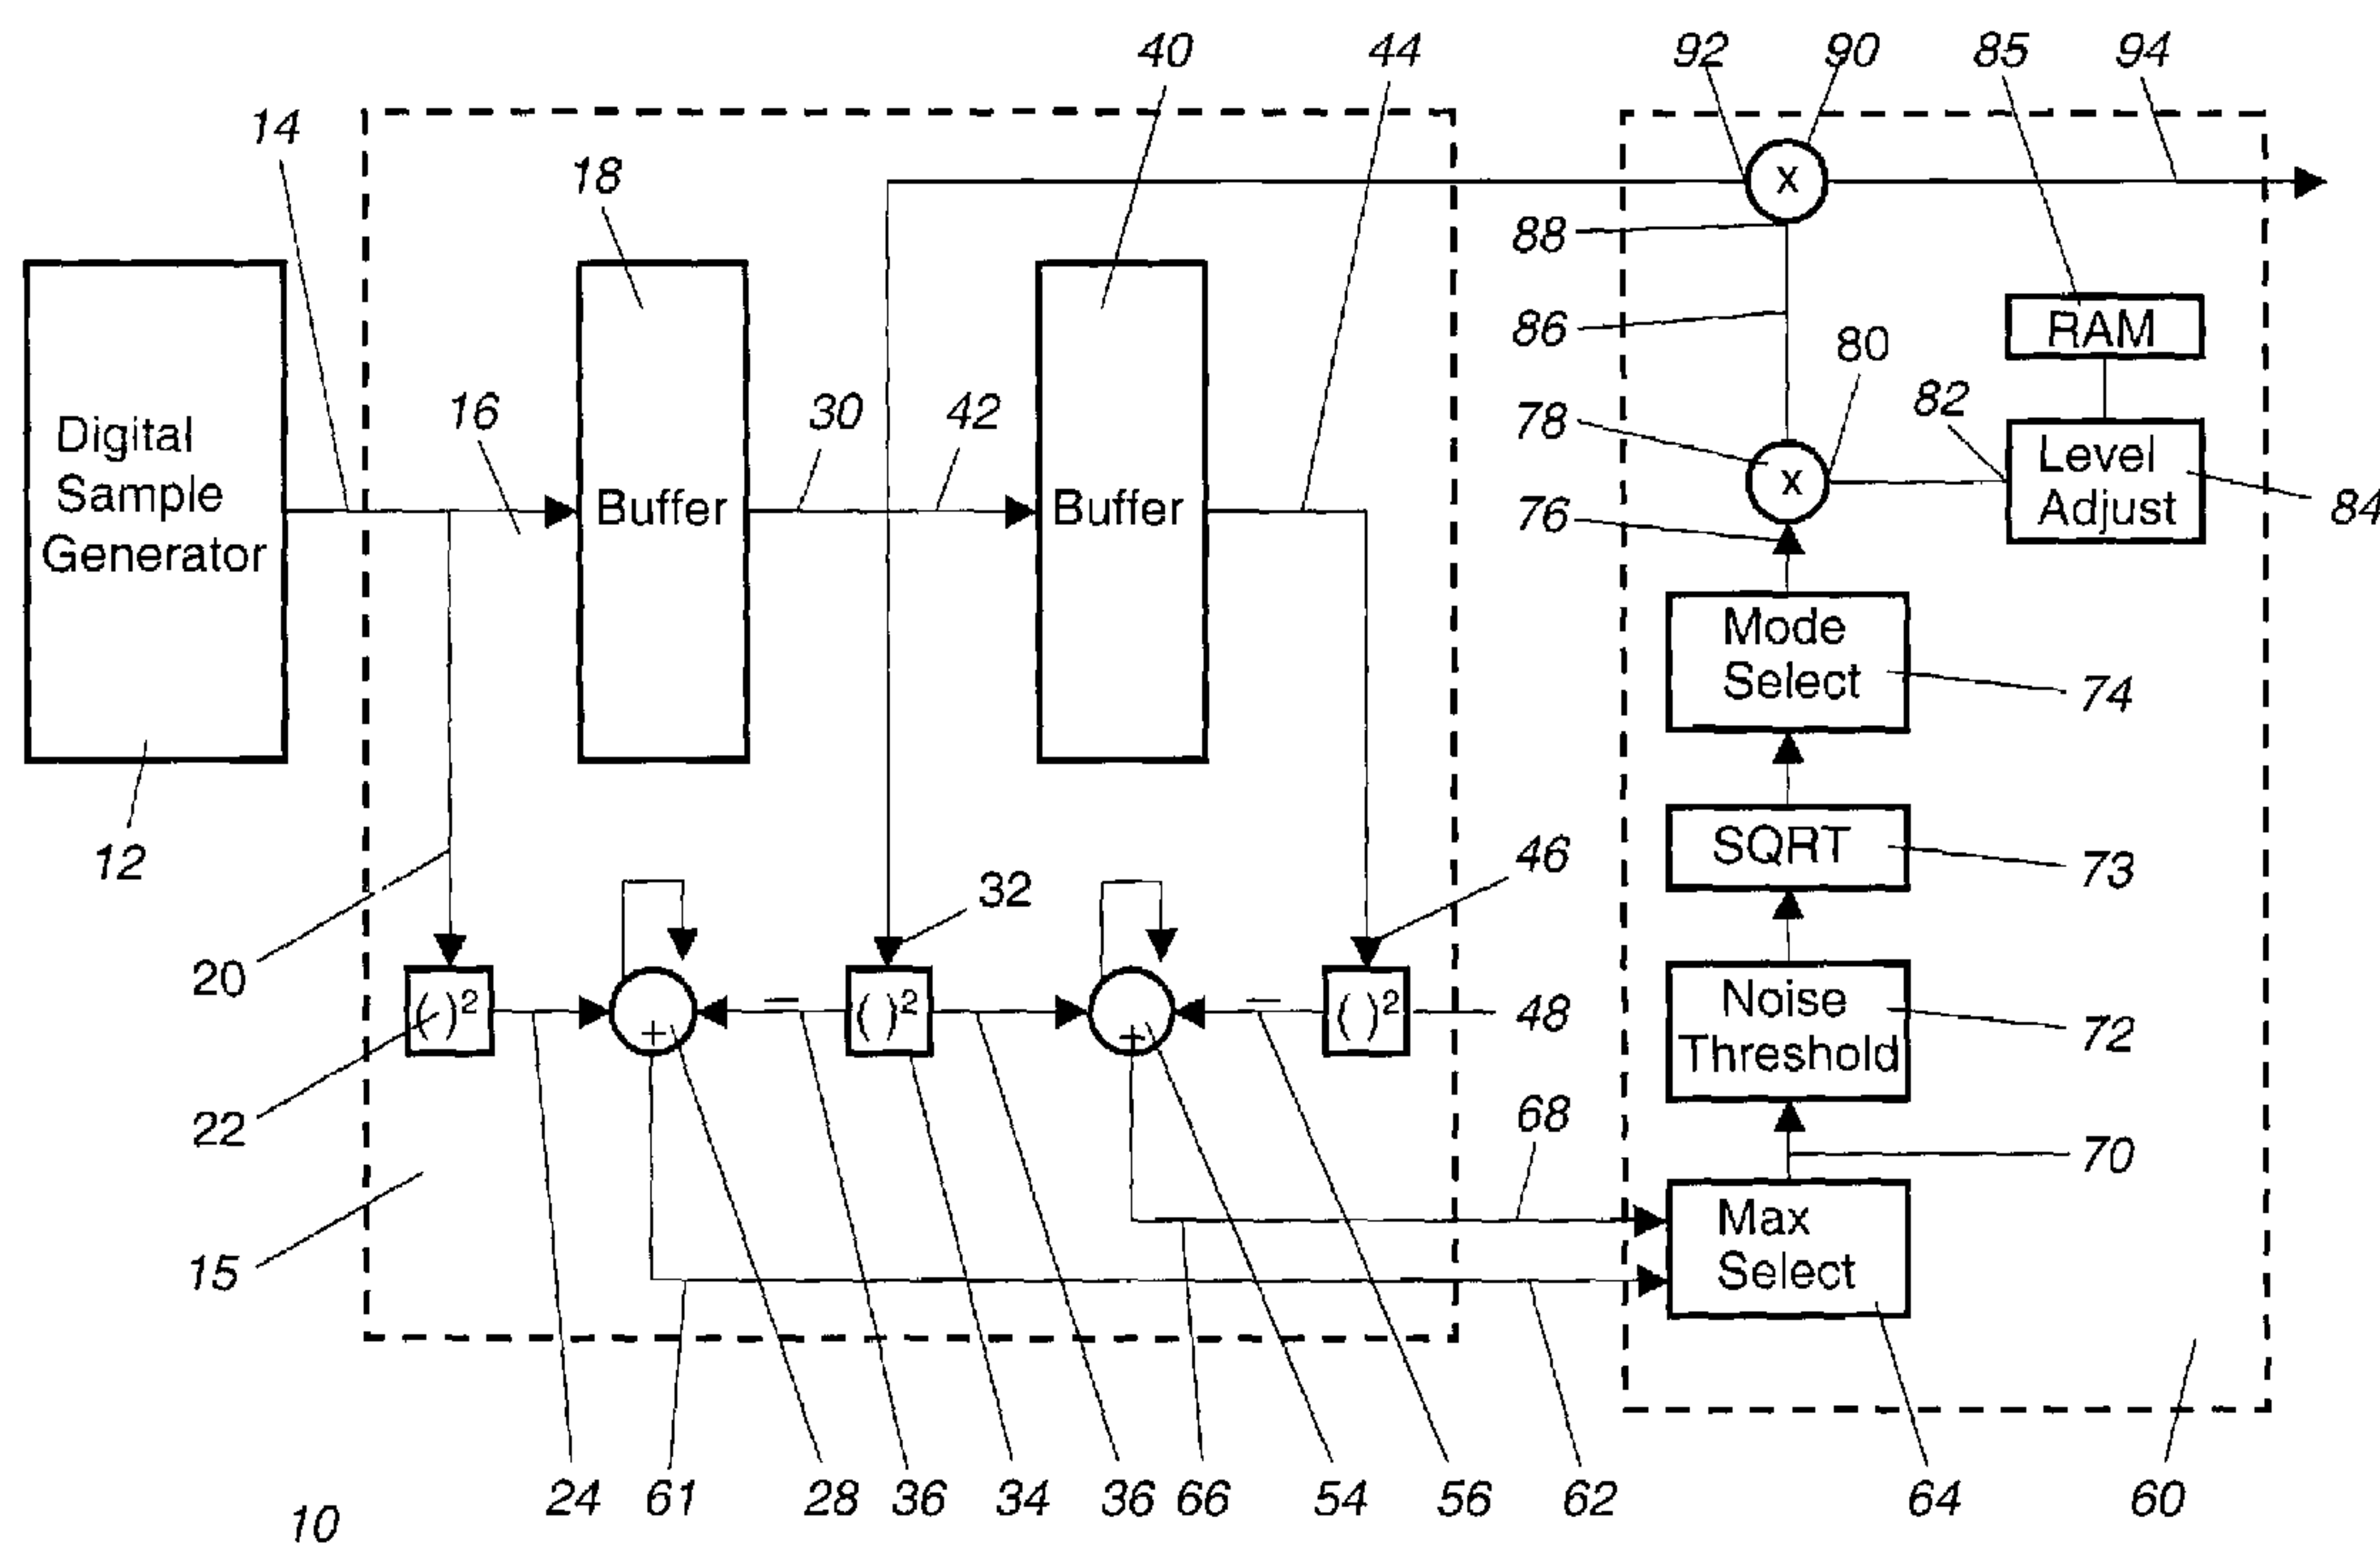 40
44
92
90
85
94
14
18
88
RAM
86
80
82
16
30
42
78
Digital
Sample
Generator
Buffer
Buffer
x
x
Level
Adjust
84
76
Mode
Select
74
12
32
46
SQRT
73
20
( )²
+
−
( )²
+
−
( )²
48
Noise
Threshold
72
22
68
70
15
Max
Select
24
61
28
36
34
36
66
54
56
62
64
60
10